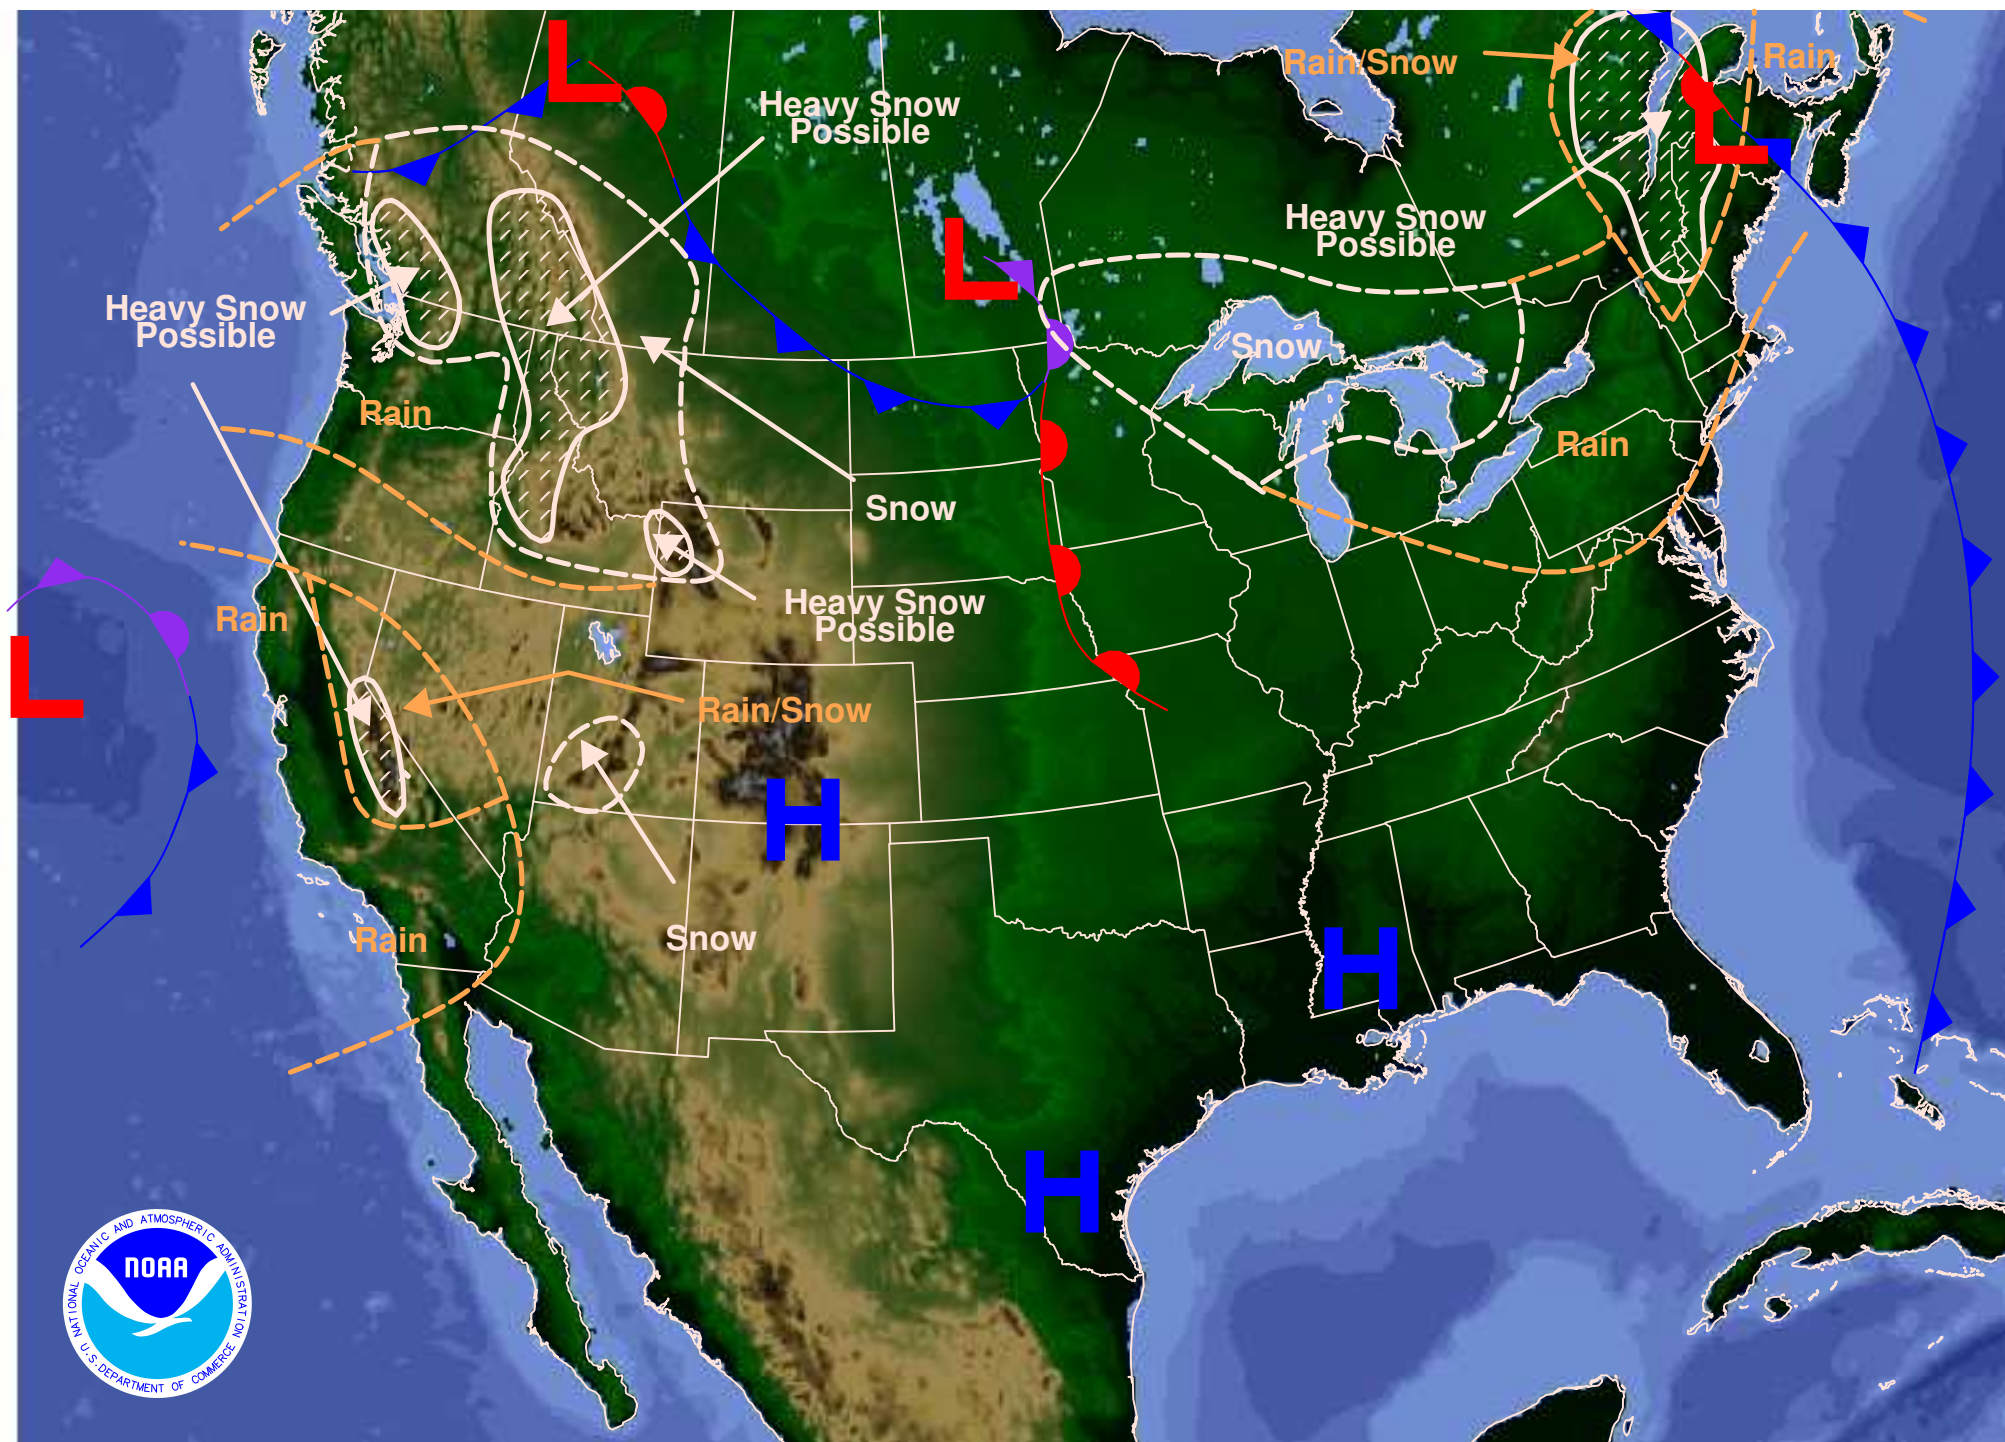 L
Rain/Snow
Rain
Heavy Snow
Possible
L
Heavy Snow
Possible
L
Heavy Snow
Possible
Snow
Rain
Rain
Snow
Heavy Snow
Possible
Rain
L
Rain/Snow
H
Snow
Rain
H
H
NATIONAL OCEANIC AND ATMOSPHERIC ADMINISTRATION
NOAA
U.S. DEPARTMENT OF COMMERCE